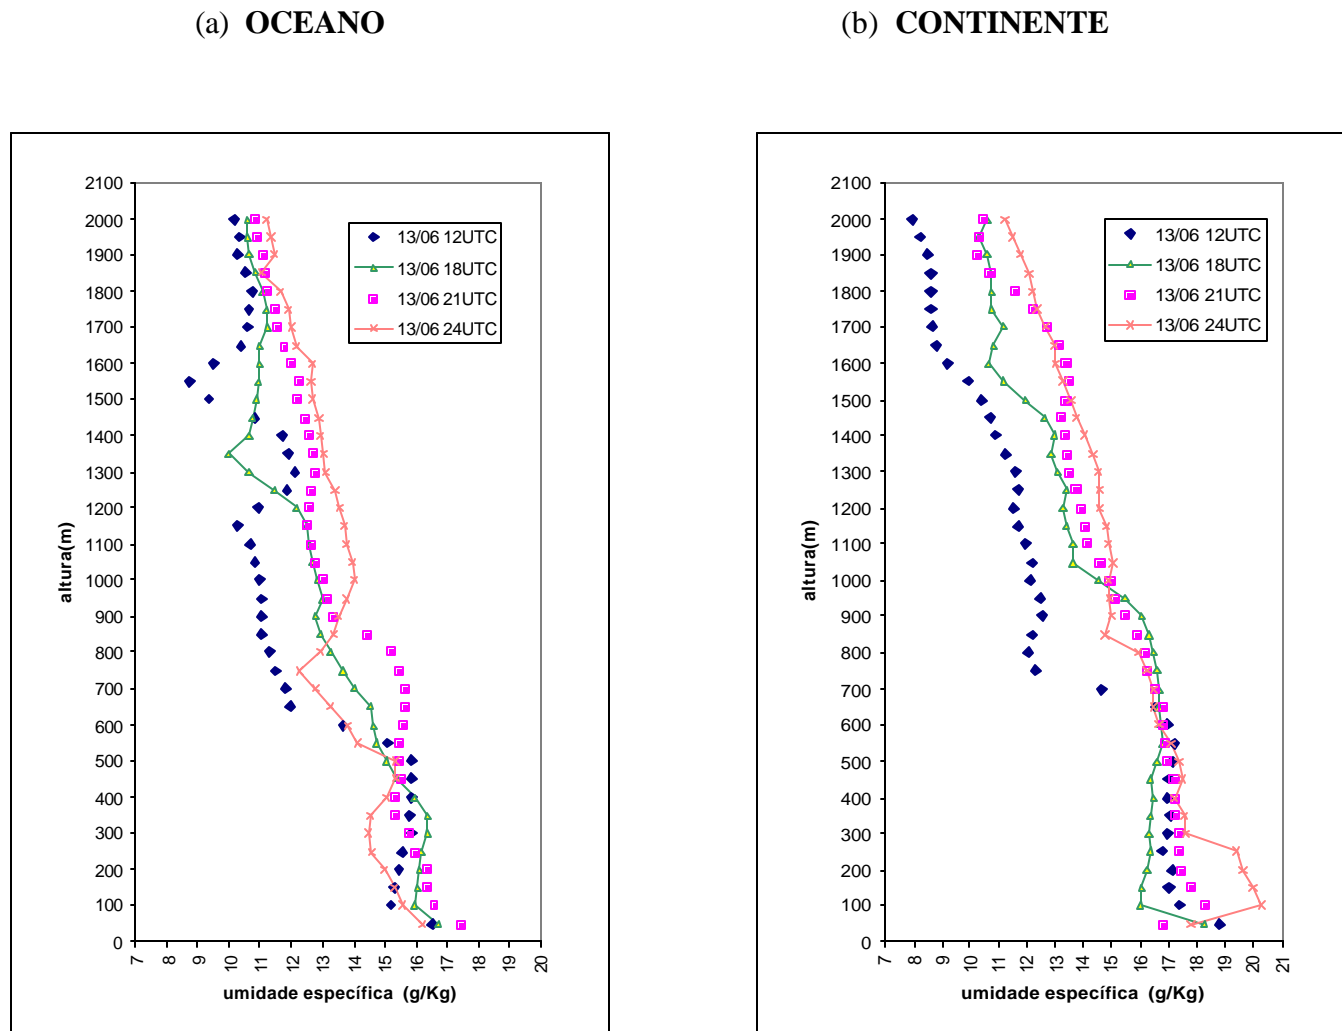 (a) OCEANO
(b) CONTINENTE
2100
2000
1900
1800
1700
1600
1500
1400
1300
1200
1100
1000
900
800
700
600
500
400
300
200
100
0
altura(m)
7 8 9 10 11 12 13 14 15 16 17 18 19 20
umidade específica (g/Kg)
13/06 12UTC
13/06 18UTC
13/06 21UTC
13/06 24UTC
2100
2000
1900
1800
1700
1600
1500
1400
1300
1200
1100
1000
900
800
700
600
500
400
300
200
100
0
altura(m)
7 8 9 10 11 12 13 14 15 16 17 18 19 20 21
umidade específica (g/Kg)
13/06 12UTC
13/06 18UTC
13/06 21UTC
13/06 24UTC